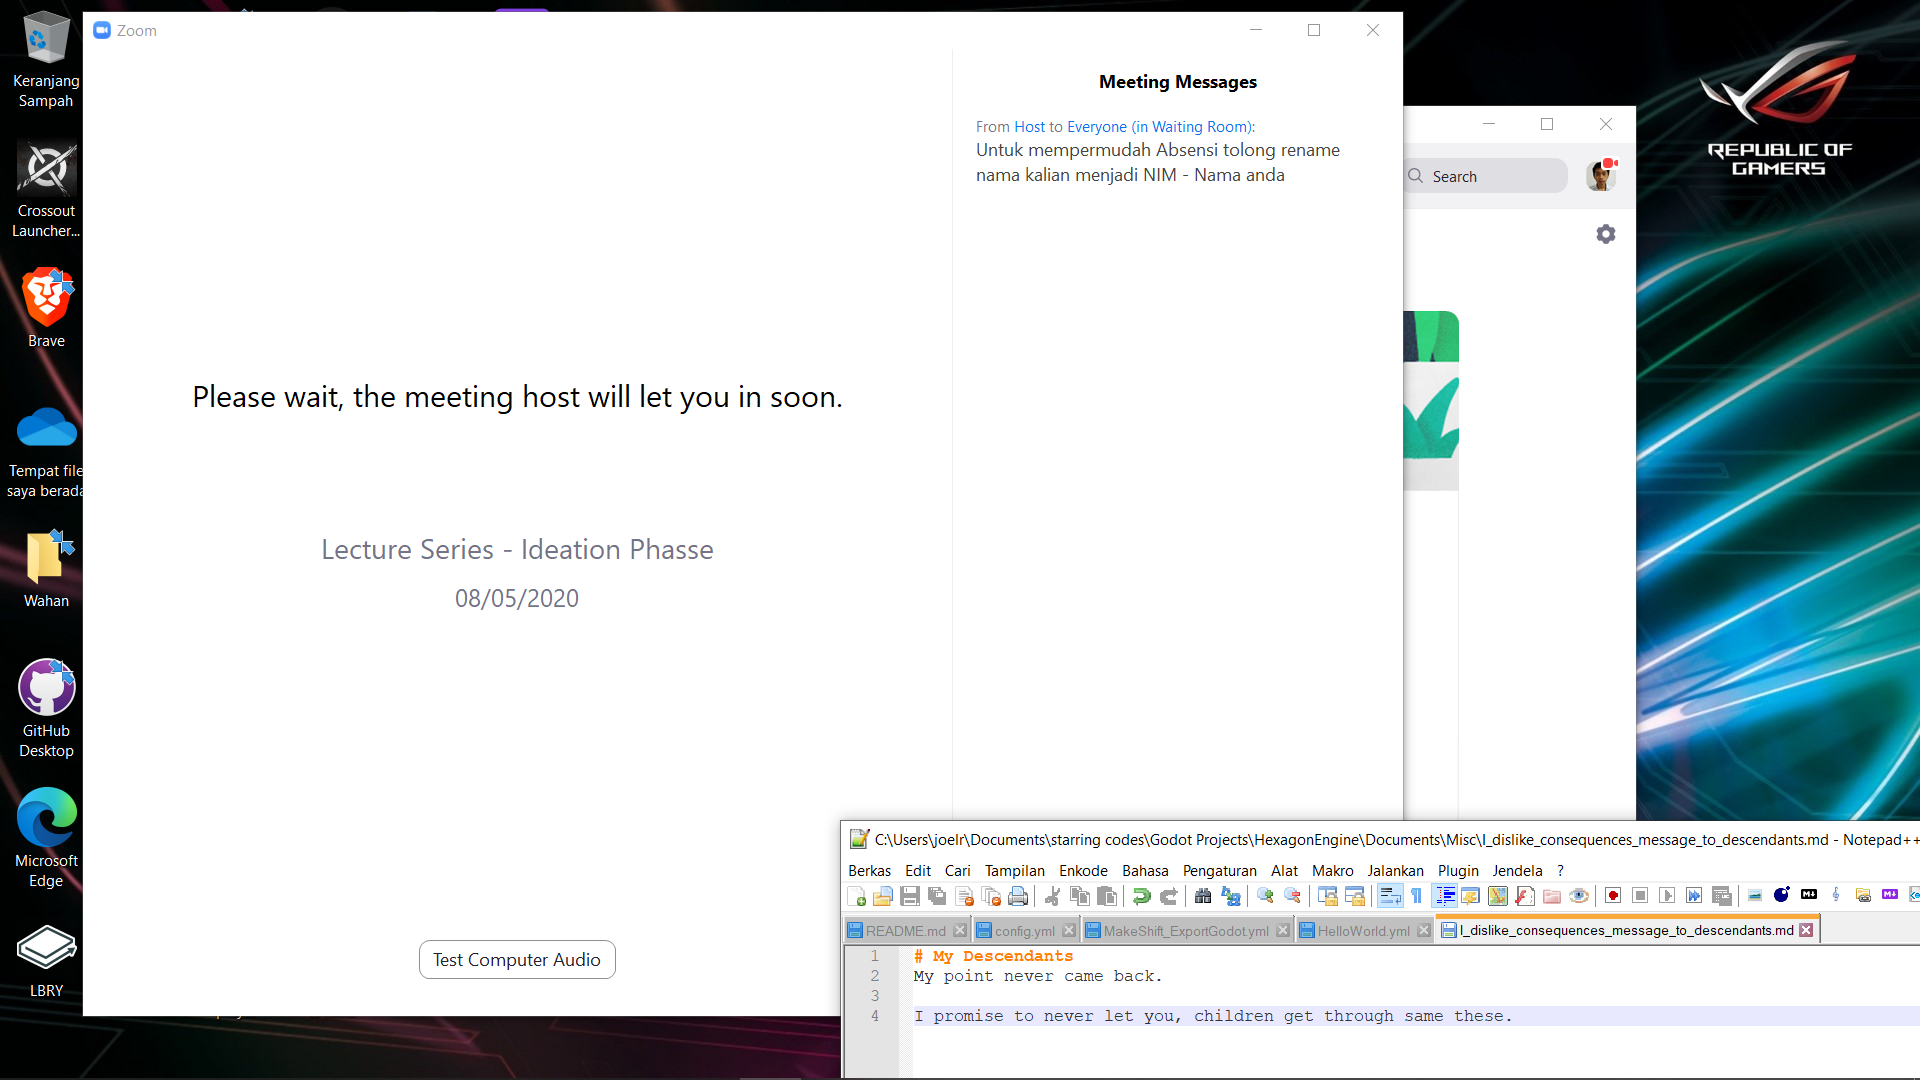 Keranjang
Sampah
Crossout
Launcher...
Brave
Tempat file
saya berada
Wahan
GitHub
Desktop
Microsoft
Edge
LBRY
Zoom
Please wait, the meeting host will let you in soon.
Lecture Series - Ideation Phasse
08/05/2020
Test Computer Audio
Meeting Messages
From Host to Everyone (in Waiting Room):
Untuk mempermudah Absensi tolong rename
nama kalian menjadi NIM - Nama anda
Search
REPUBLIC OF
GAMERS
C:\Users\joelr\Documents\starring codes\Godot Projects\HexagonEngine\Documents\Misc\I_dislike_consequences_message_to_descendants.md - Notepad++
Berkas Edit Cari Tampilan Enkode Bahasa Pengaturan Alat Makro Jalankan Plugin Jendela ?
README.md config.yml MakeShift_ExportGodot.yml HelloWorld.yml I_dislike_consequences_message_to_descendants.md
1 # My Descendants
2 My point never came back.
3
4 I promise to never let you, children get through same these.